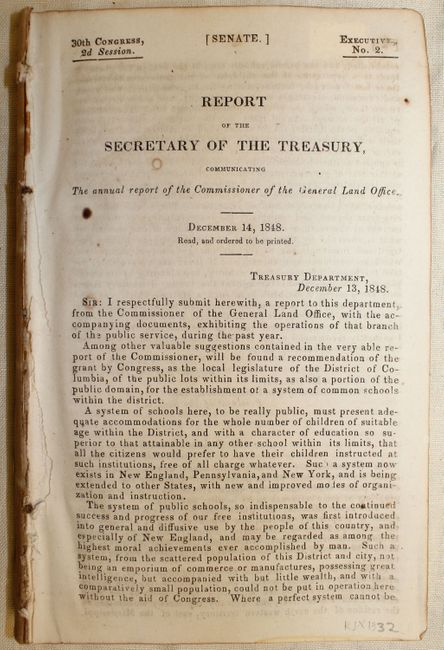 30th Congress,
2d Session.
[SENATE.]
Executive,
No. 2.
REPORT
OF THE
SECRETARY OF THE TREASURY,
COMMUNICATING
The annual report of the Commissioner of the General Land Office.
December 14, 1848.
Read, and ordered to be printed.
Treasury Department,
December 13, 1848.
Sir: I respectfully submit herewith, a report to this department,
from the Commissioner of the General Land Office, with the ac-
companying documents, exhibiting the operations of that branch
of the public service, during the past year.
Among other valuable suggestions contained in the very able re-
port of the Commissioner, will be found a recommendation of the
grant by Congress, as the local legislature of the District of Co-
lumbia, of the public lots within its limits, as also a portion of the
public domain, for the establishment of a system of common schools
within the district.
A system of schools here, to be really public, must present ade-
quate accommodations for the whole number of children of suitable
age within the District, and with a character of education so su-
perior to that attainable in any other school within its limits, that
all the citizens would prefer to have their children instructed at
such institutions, free of all charge whatever. Such a system now
exists in New England, Pennsylvania, and New York, and is being
extended to other States, with new and improved modes of organi-
zation and instruction.
The system of public schools, so indispensable to the continued
success and progress of our free institutions, was first introduced
into general and diffusive use by the people of this country, and
especially of New England, and may be regarded as among the
highest moral achievements ever accomplished by man. Such a
system, from the scattered population of this District and city, not
being an emporium of commerce or manufactures, possessing great
intelligence, but accompanied with but little wealth, and with a
comparatively small population, could not be put in operation here
without the aid of Congress. Where a perfect system cannot be
32